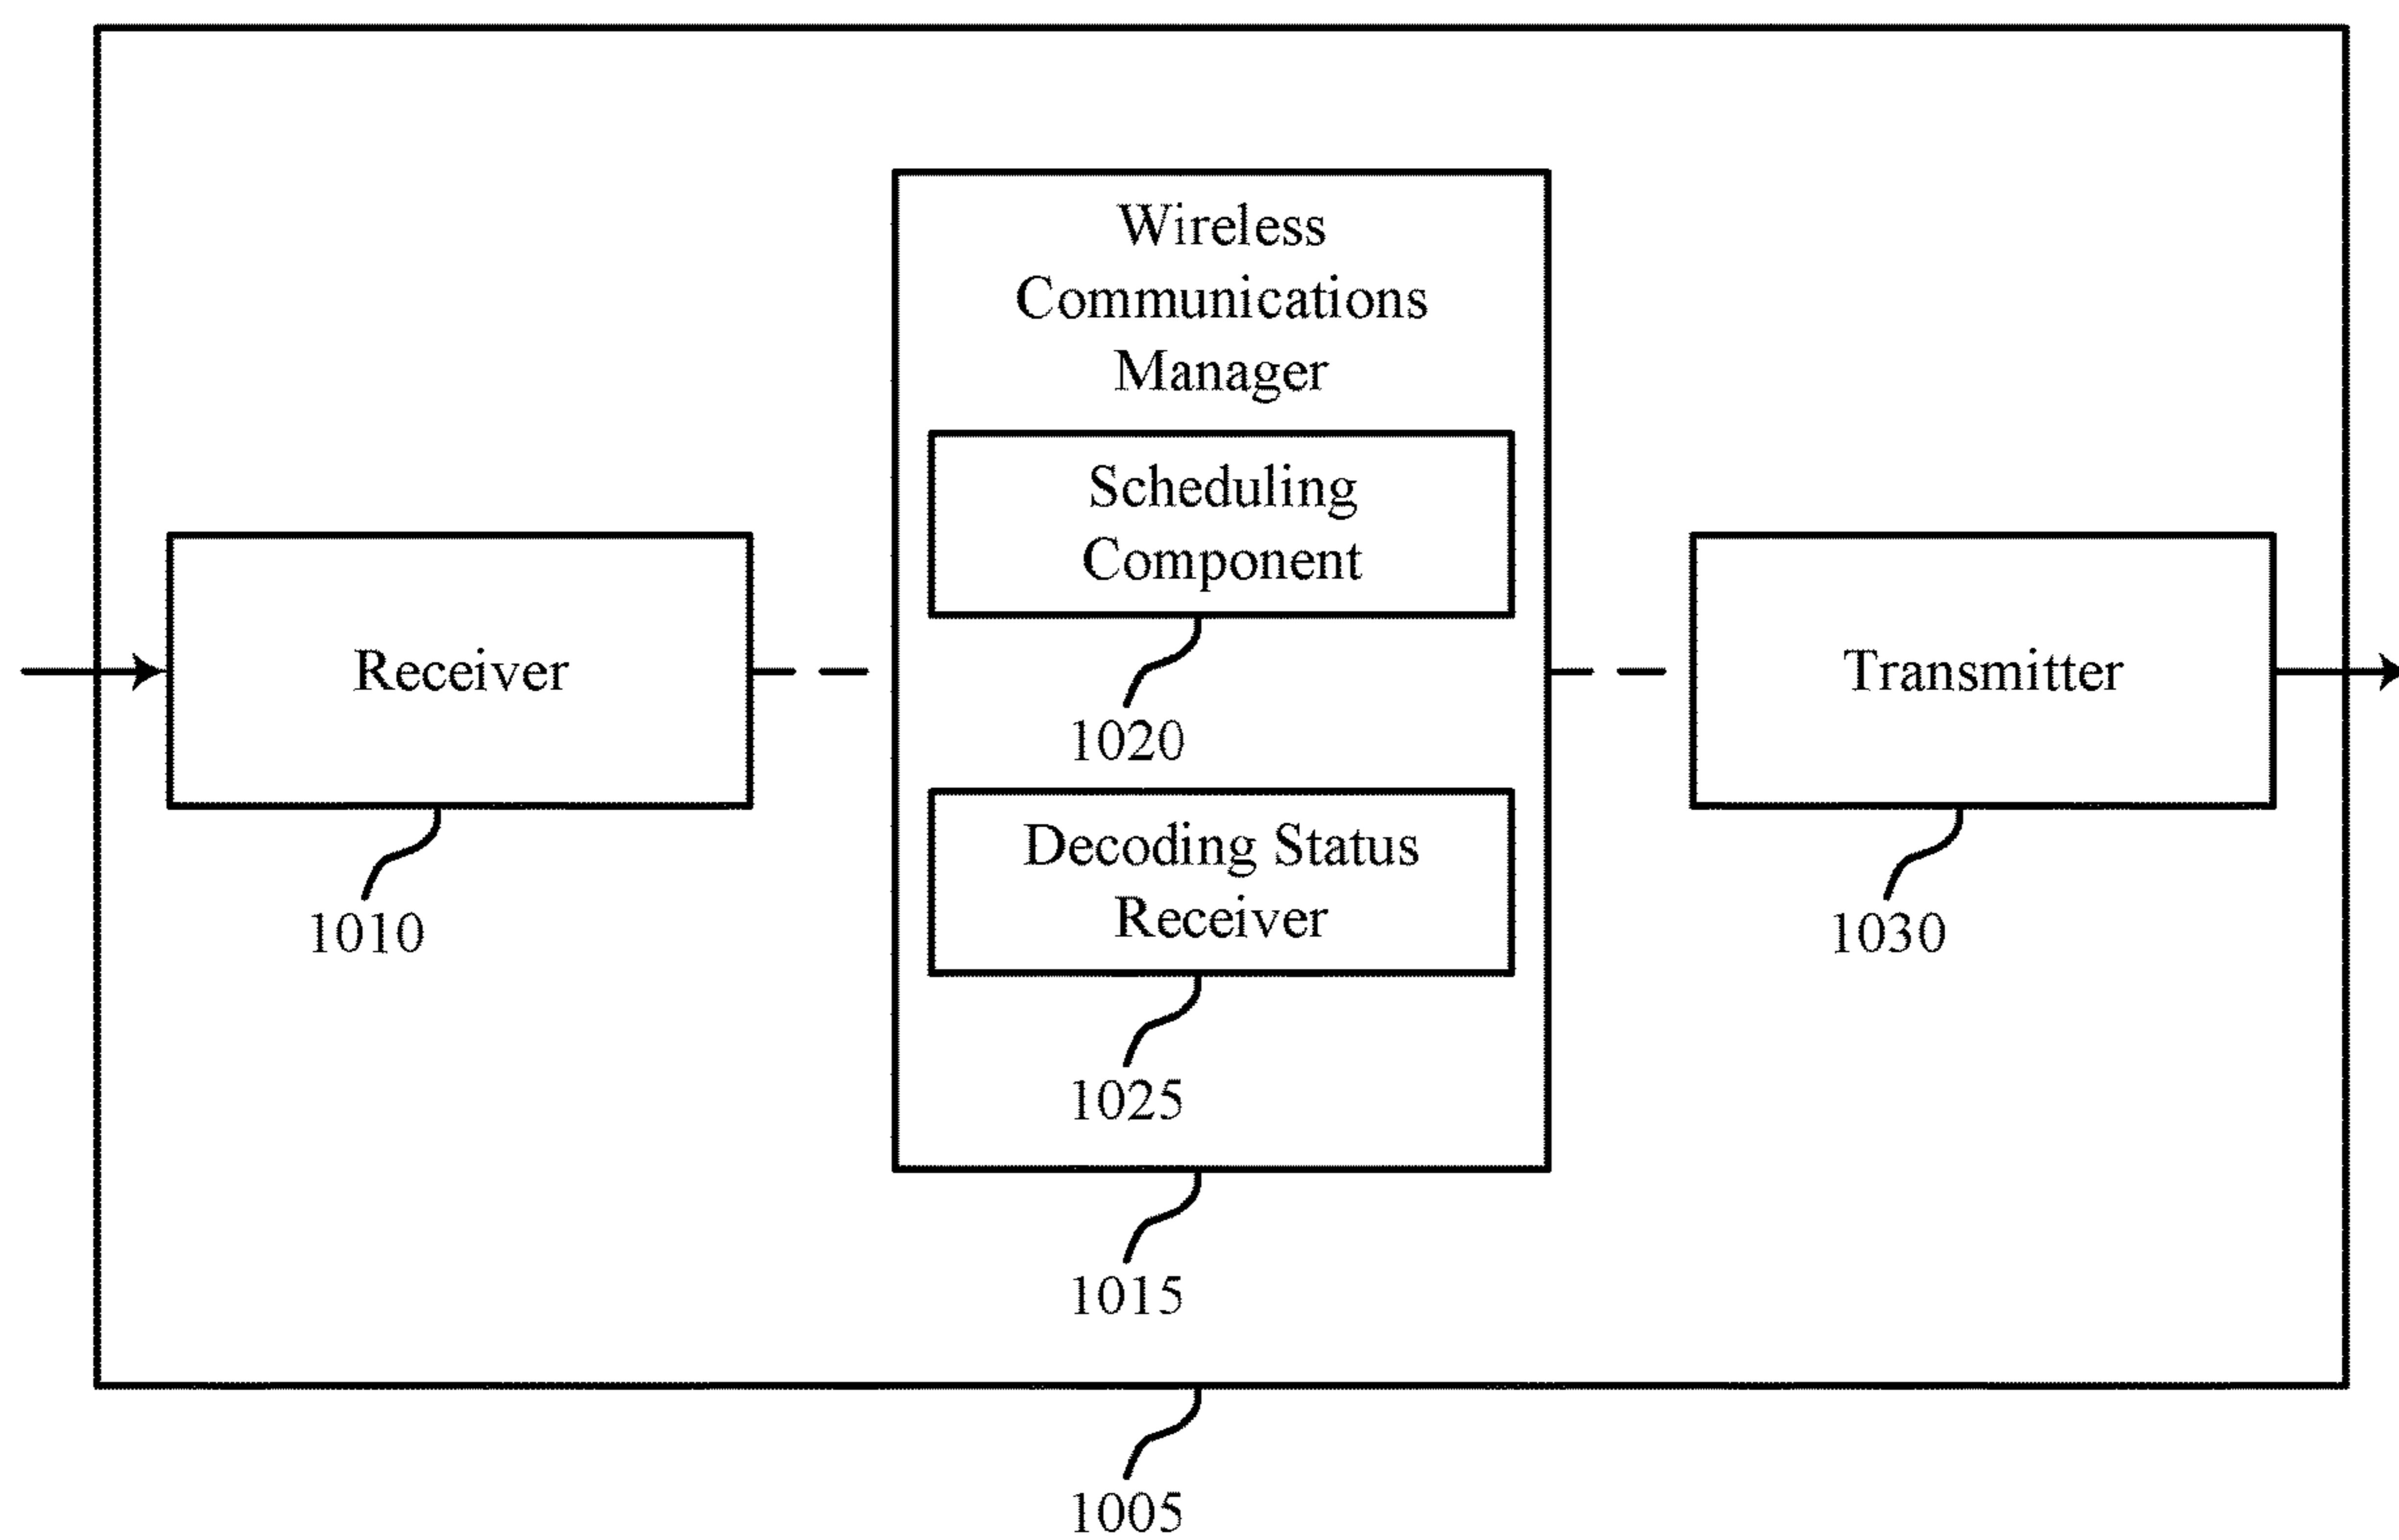 Wireless
Communications
Manager
Scheduling
Component
1020
Receiver
1010
Transmitter
1030
Decoding Status
Receiver
1025
1015
1005